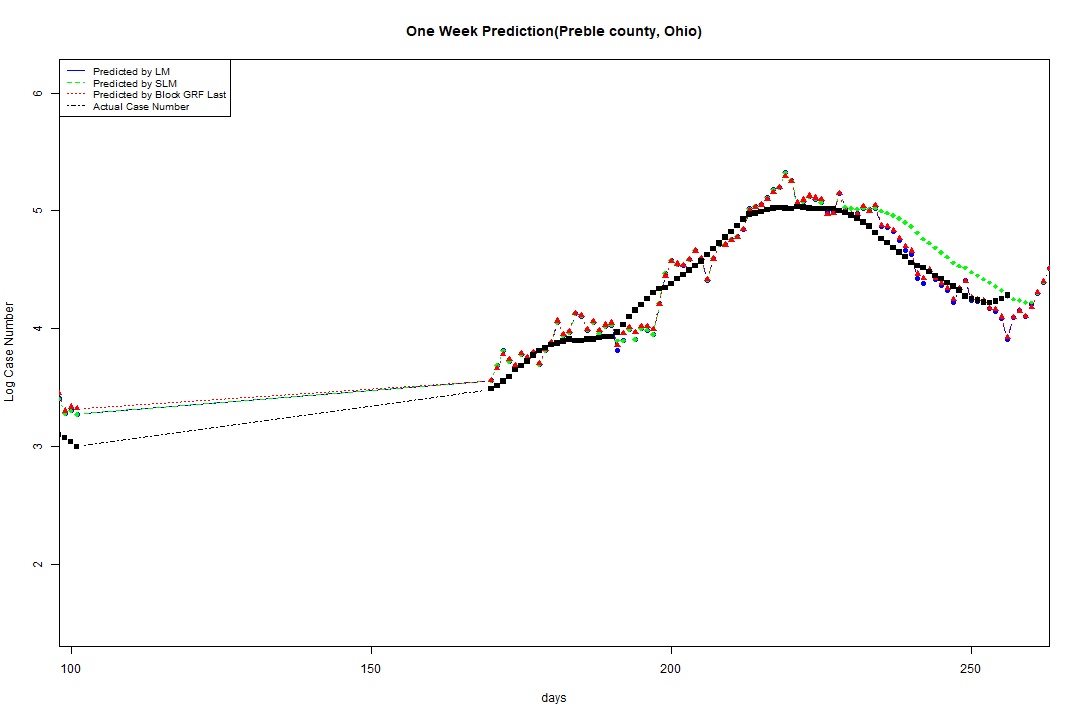 One Week Prediction(Preble county, Ohio)
Predicted by LM
Predicted by SLM
Predicted by Block GRF Last
Actual Case Number
Log Case Number
6
5
4
3
2
100 150 200 250
days